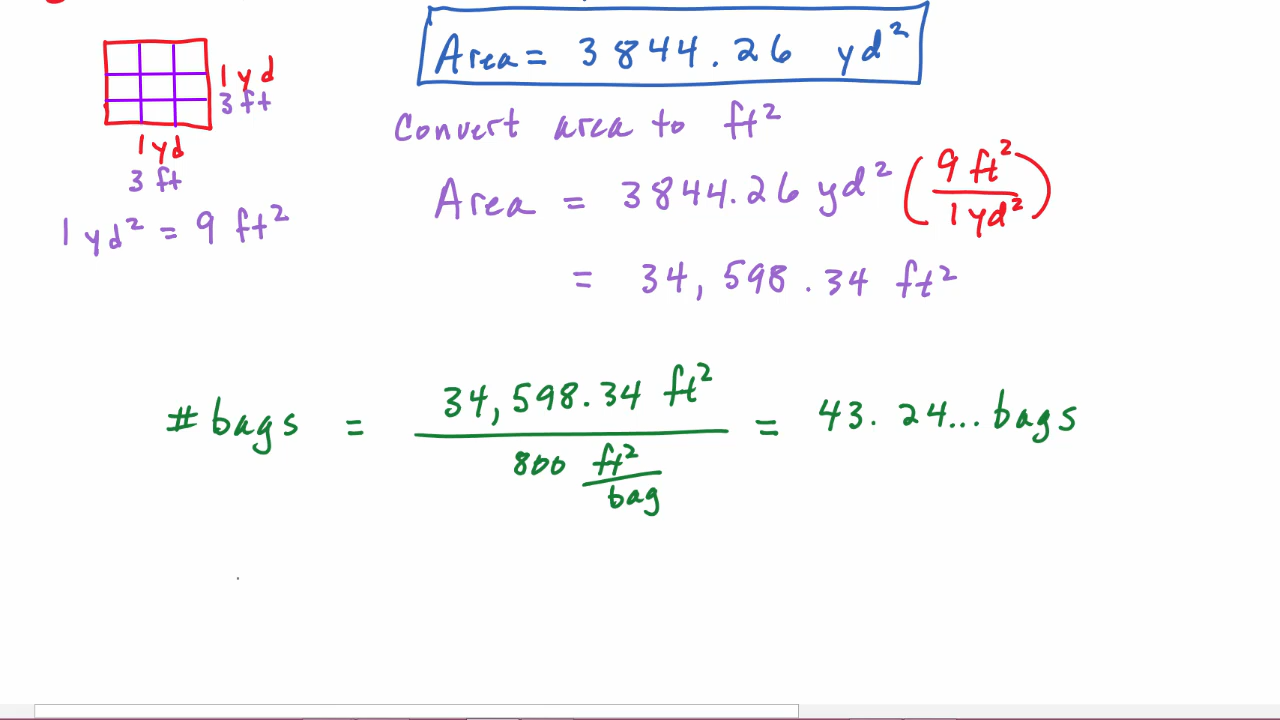 Area = 3844.26 yd²
1 yd
3 ft
1 yd
3 ft
1 yd² = 9 ft²
Convert area to ft²
Area = 3844.26 yd² (9 ft² / 1 yd²)
= 34,598.34 ft²
# bags = 34,598.34 ft² / 800 ft²/bag = 43.24... bags